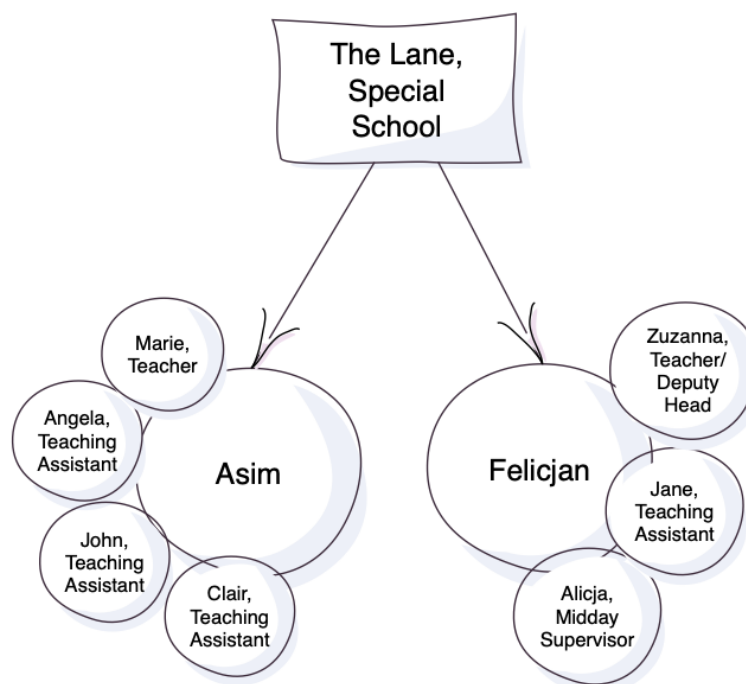 The Lane,
Special
School
Marie,
Teacher
Angela,
Teaching
Assistant
Asim
John,
Teaching
Assistant
Clair,
Teaching
Assistant
Zuzanna,
Teacher/
Deputy
Head
Felicjan
Jane,
Teaching
Assistant
Alicja,
Midday
Supervisor